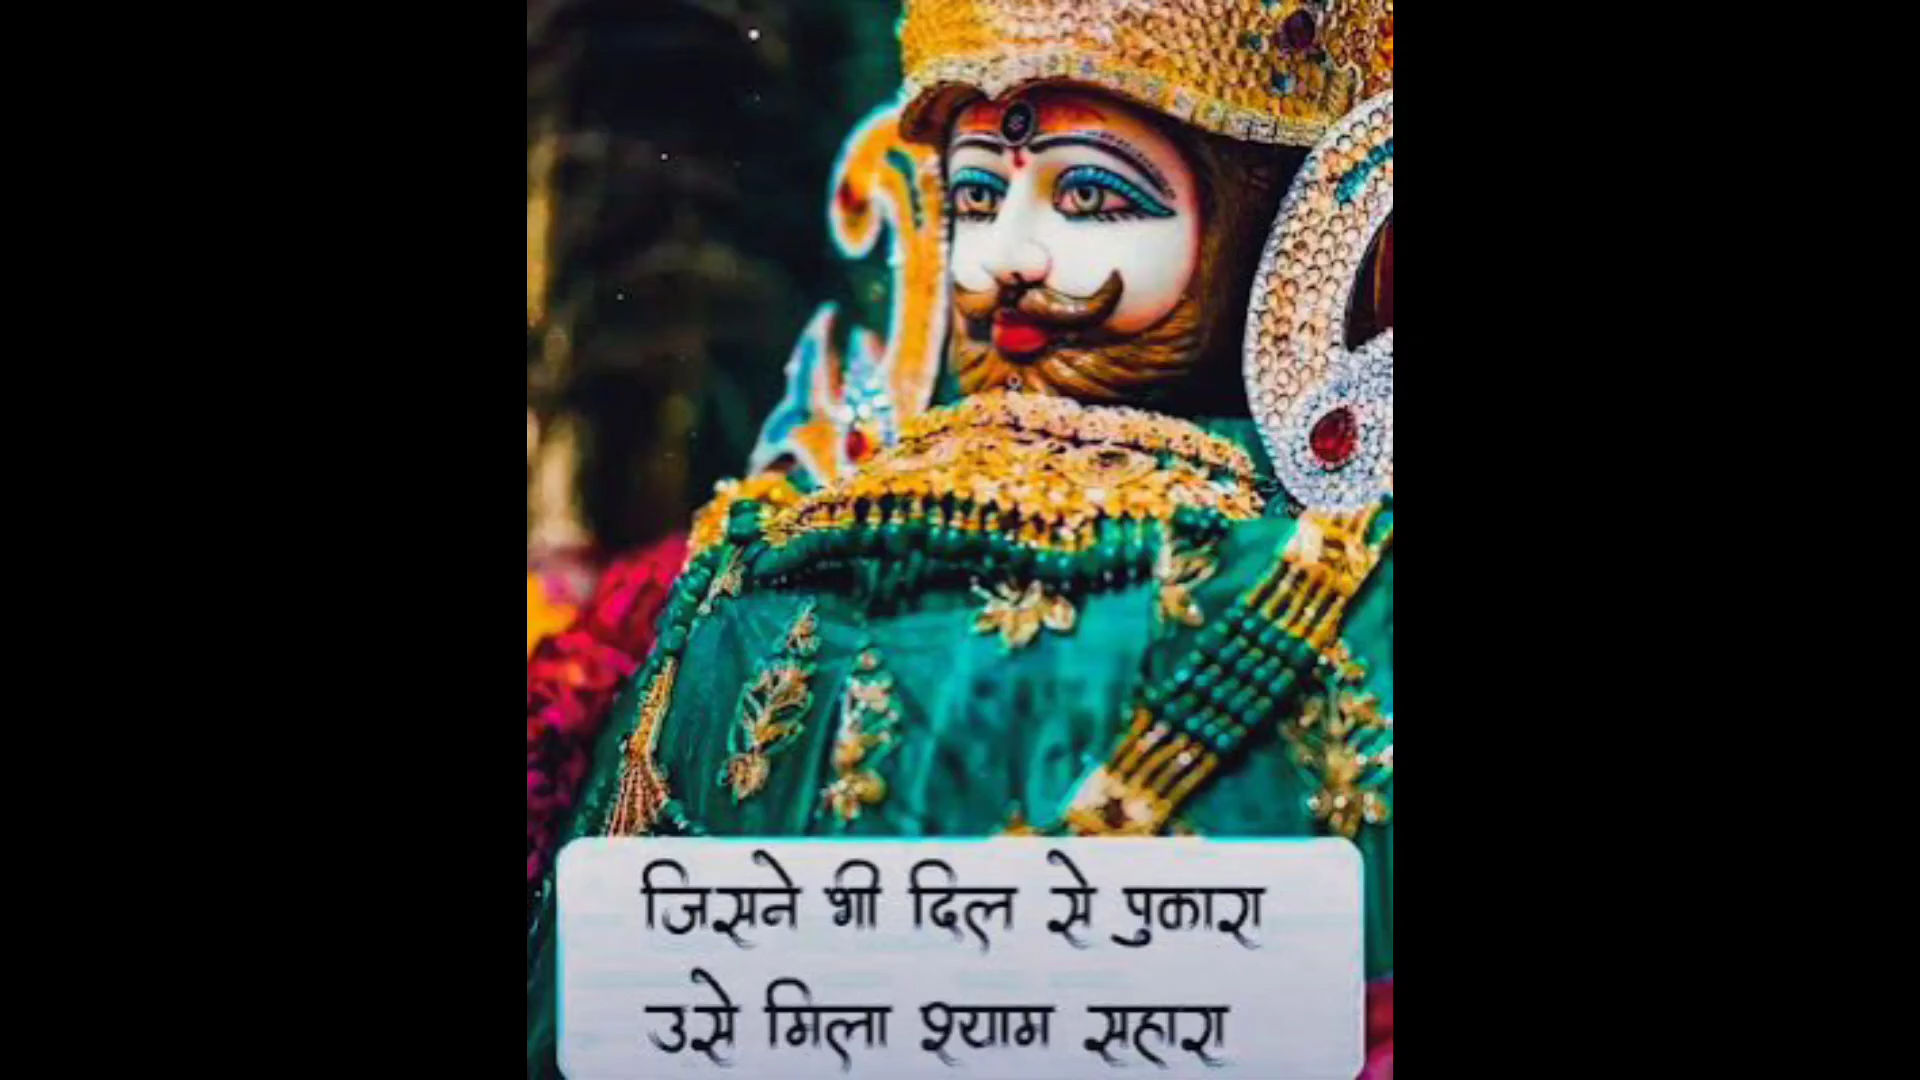 जिसने भी दिल से पुकारा
उसे मिला श्याम सहारा